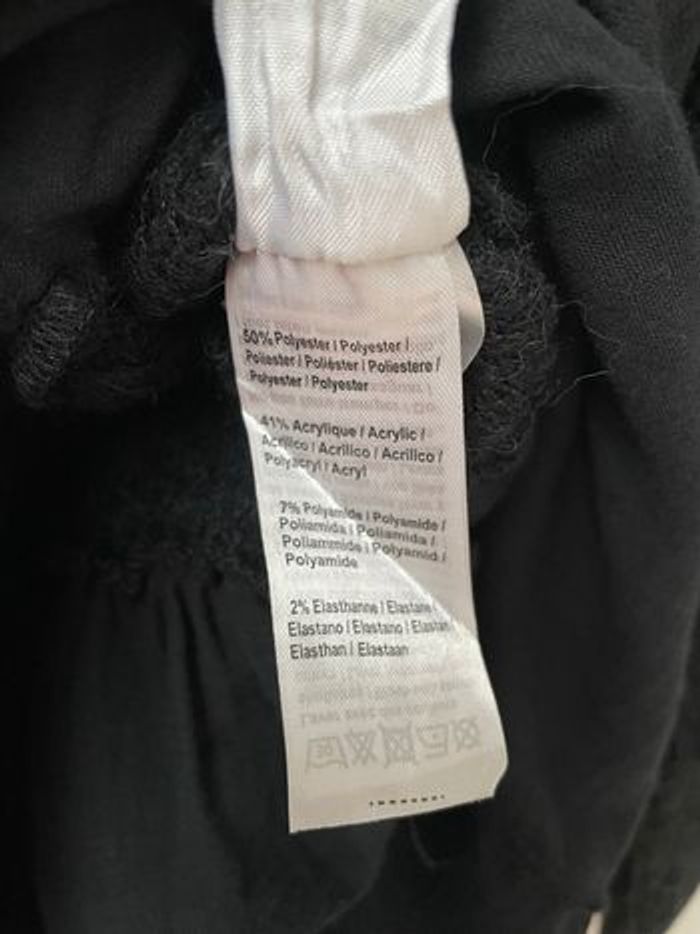 50% Polyester / Polyester /
Poliester / Poliéster / Poliestere /
Polyester / Polyester
41% Acrylique / Acrylic /
Acrílico / Acrílico / Acrilico /
Polyacryl / Acryl
7% Polyamide / Polyamide /
Poliamida / Poliamida /
Poliammide / Polyamid /
Polyamide
2% Elasthanne / Elastane /
Elastano / Elastano / Elastan
Elasthan / Elastaan